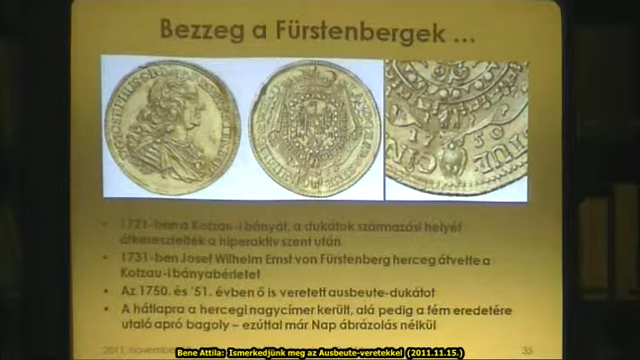 Bezzeg a Fürstenbergek ...
1721-ben a Kotzau-i bányát, a dukátok származási helyét
átkeresztelték a hiperaktív szent után
1731-ben Josef Wilhelm Ernst von Fürstenberg herceg átvette a
Kotzau-i bányabérletet
Az 1750. és '51. évben ő is veretett ausbeute-dukátot
A hátlapra a hercegi nagycímer került, alá pedig a fém eredetére
utaló apró bagoly – ezúttal már Nap ábrázolás nélkül
2011. november
35
Bene Attila: Ismerkedjünk meg az Ausbeute-veretekkel (2011.11.15.)